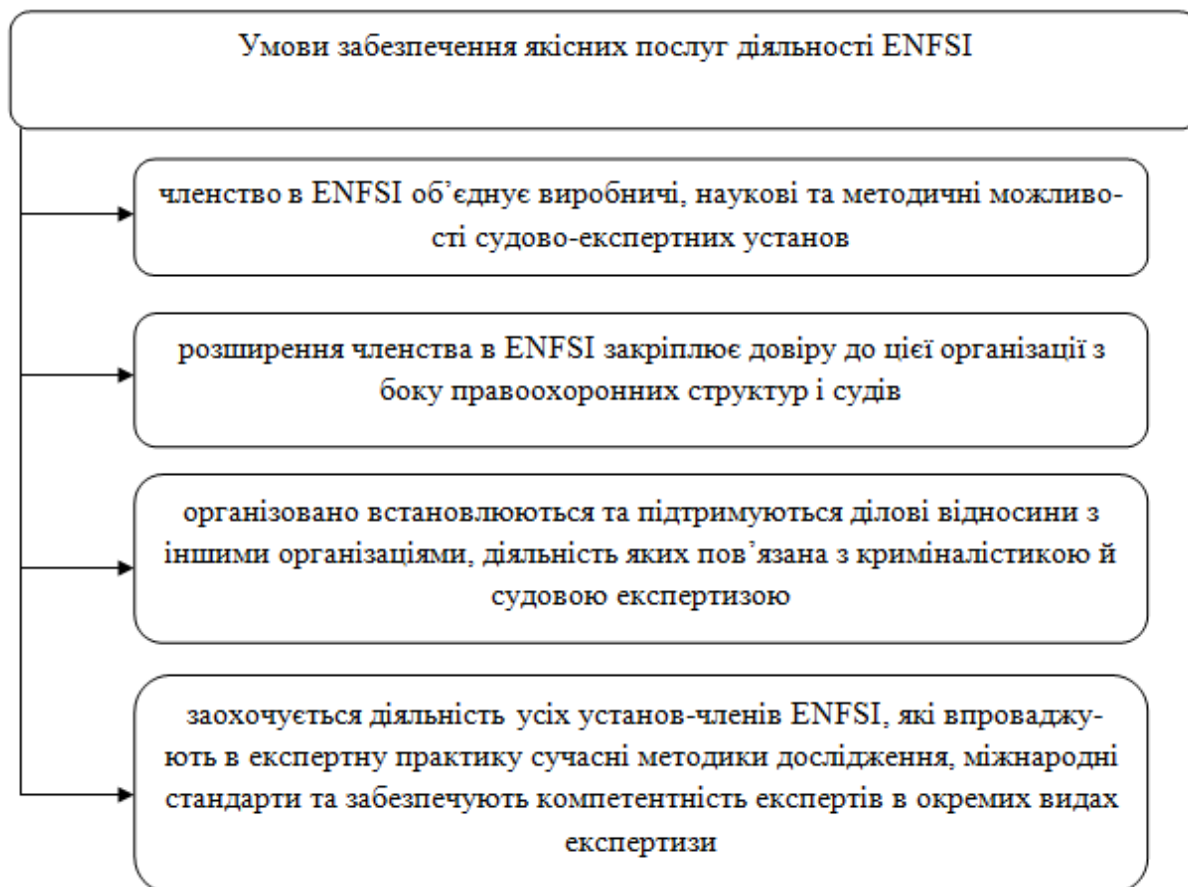 Умови забезпечення якісних послуг діяльності ENFSI
членство в ENFSI об’єднує виробничі, наукові та методичні можливо-
сті судово-експертних установ
розширення членства в ENFSI закріплює довіру до цієї організації з
боку правоохоронних структур і судів
організовано встановлюються та підтримуються ділові відносини з
іншими організаціями, діяльність яких пов’язана з криміналістикою й
судовою експертизою
заохочується діяльність усіх установ-членів ENFSI, які впроваджу-
ють в експертну практику сучасні методики дослідження, міжнародні
стандарти та забезпечують компетентність експертів в окремих видах
експертизи